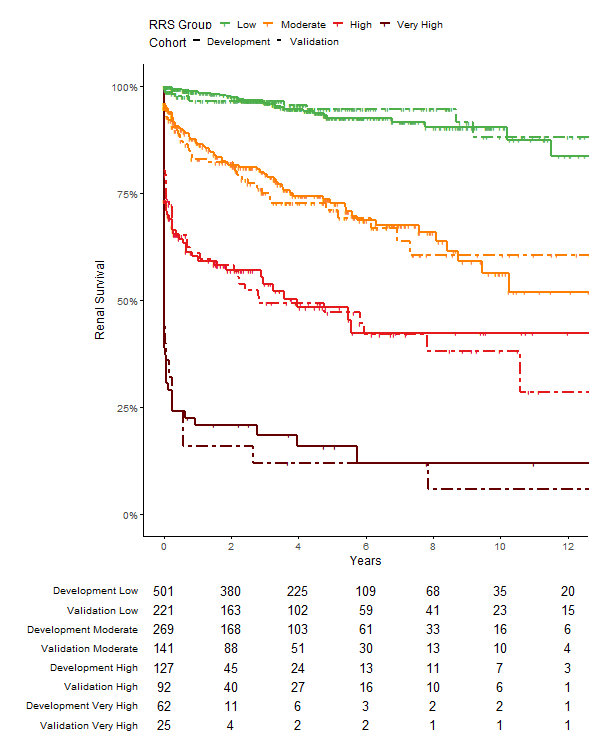 RRS Group Low Moderate High Very High
Cohort Development Validation
100%
75%
50%
25%
0%
Renal Survival
0 2 4 6 8 10 12
Years
Development Low 501 380 225 109 68 35 20
Validation Low 221 163 102 59 41 23 15
Development Moderate 269 168 103 61 33 16 6
Validation Moderate 141 88 51 30 13 10 4
Development High 127 45 24 13 11 7 3
Validation High 92 40 27 16 10 6 1
Development Very High 62 11 6 3 2 2 1
Validation Very High 25 4 2 2 1 1 1